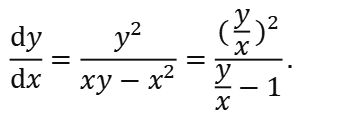 dy/dx = y²/(xy − x²) = (y/x)²/(y/x − 1).